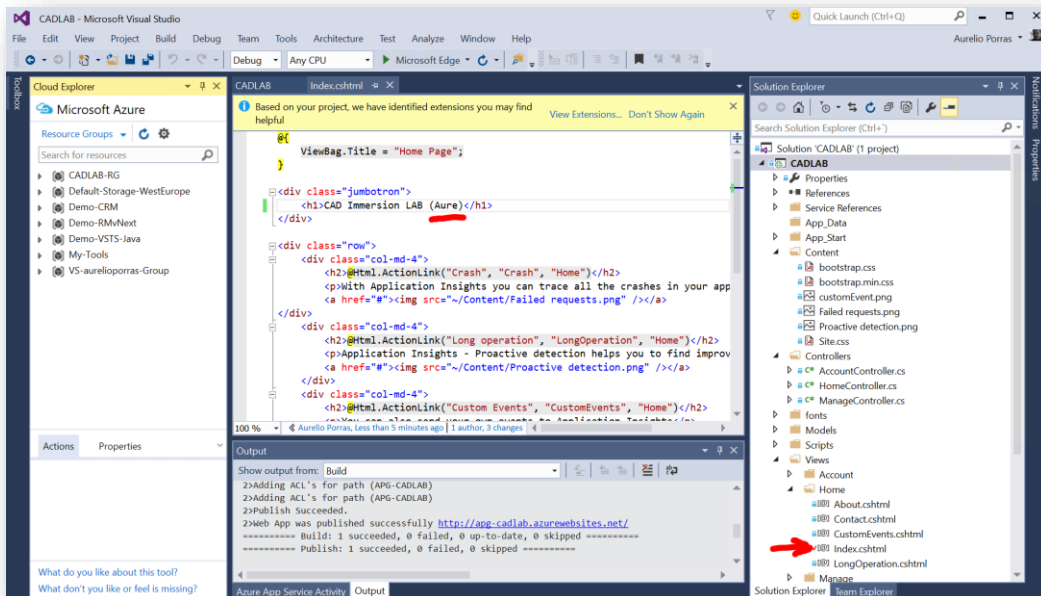 CADLAB - Microsoft Visual Studio
Quick Launch (Ctrl+Q)
File Edit View Project Build Debug Team Tools Architecture Test Analyze Window Help
Aurelio Porras
Debug Any CPU Microsoft Edge
Toolbox
Cloud Explorer
Microsoft Azure
Resource Groups
Search for resources
CADLAB-RG
Default-Storage-WestEurope
Demo-CRM
Demo-RMvNext
Demo-VSTS-Java
My-Tools
VS-aurelioporras-Group
Actions Properties
What do you like about this tool?
What don't you like or feel is missing?
CADLAB Index.cshtml
Based on your project, we have identified extensions you may find
helpful
View Extensions... Don't Show Again
@{
ViewBag.Title = "Home Page";
}
<div class="jumbotron">
<h1>CAD Immersion LAB (Aure)</h1>
</div>
<div class="row">
<div class="col-md-4">
<h2>@Html.ActionLink("Crash", "Crash", "Home")</h2>
<p>With Application Insights you can trace all the crashes in your app
<a href="#"><img src="~/Content/Failed requests.png" /></a>
</div>
<div class="col-md-4">
<h2>@Html.ActionLink("Long operation", "LongOperation", "Home")</h2>
<p>Application Insights - Proactive detection helps you to find improv
<a href="#"><img src="~/Content/Proactive detection.png" /></a>
</div>
<div class="col-md-4">
<h2>@Html.ActionLink("Custom Events", "CustomEvents", "Home")</h2>
<p>You can also send your own events to Application Insights</p>
100 % Aurelio Porras, Less than 5 minutes ago | 1 author, 3 changes
Output
Show output from: Build
2>Adding ACL's for path (APG-CADLAB)
2>Adding ACL's for path (APG-CADLAB)
2>Publish Succeeded.
2>Web App was published successfully http://apg-cadlab.azurewebsites.net/
========== Build: 1 succeeded, 0 failed, 0 up-to-date, 0 skipped ==========
========== Publish: 1 succeeded, 0 failed, 0 skipped ==========
Azure App Service Activity Output
Solution Explorer
Search Solution Explorer (Ctrl+´)
Solution 'CADLAB' (1 project)
CADLAB
Properties
References
Service References
App_Data
App_Start
Content
bootstrap.css
bootstrap.min.css
customEvent.png
Failed requests.png
Proactive detection.png
Site.css
Controllers
AccountController.cs
HomeController.cs
ManageController.cs
fonts
Models
Scripts
Views
Account
Home
About.cshtml
Contact.cshtml
CustomEvents.cshtml
Index.cshtml
LongOperation.cshtml
Manage
Solution Explorer Team Explorer
Notifications
Properties